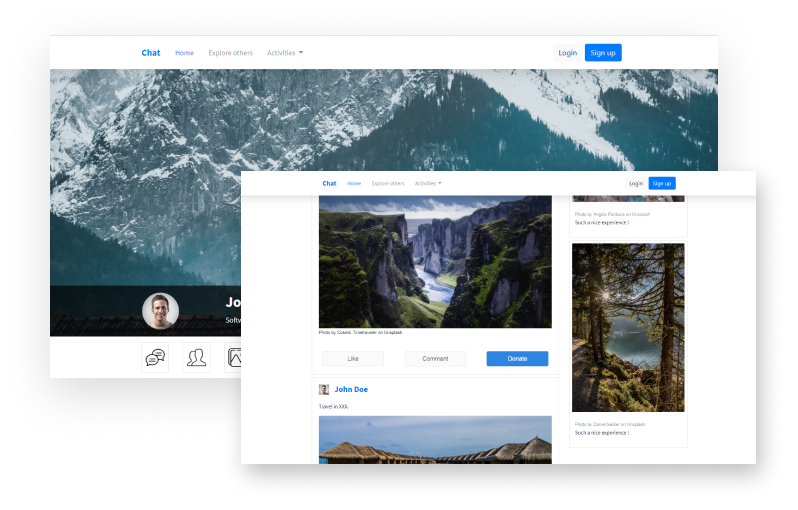 Chat Home Explore others Activities Login Sign up
Jo
Softw
Chat Home Explore others Activities Login Sign up
Photo by Cosmic Timetraveler on Unsplash
Like Comment Donate
John Doe
Travel in XXX.
Photo by Angelo Pantazis on Unsplash
Such a nice experience !
Photo by Daniel Seßler on Unsplash
Such a nice experience !